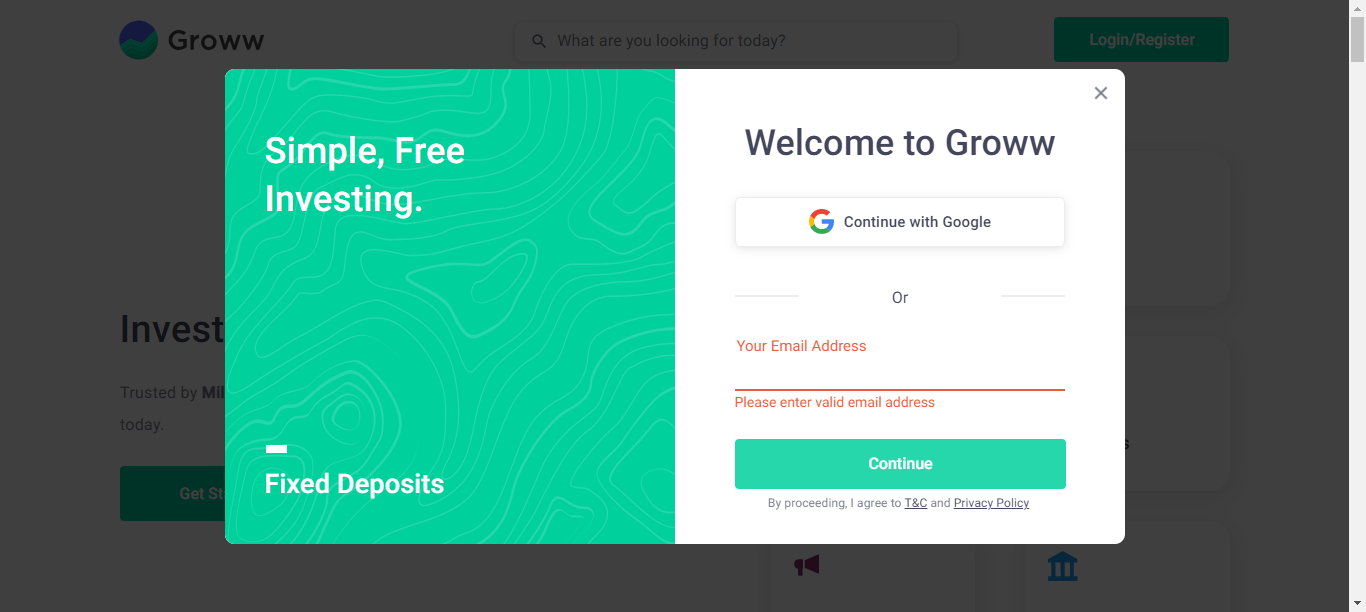 Groww
What are you looking for today?
Login/Register
Simple, Free
Investing.
Fixed Deposits
Welcome to Groww
Continue with Google
Or
Your Email Address
Please enter valid email address
Continue
By proceeding, I agree to T&C and Privacy Policy
Invest
Trusted by Mil
today.
Get